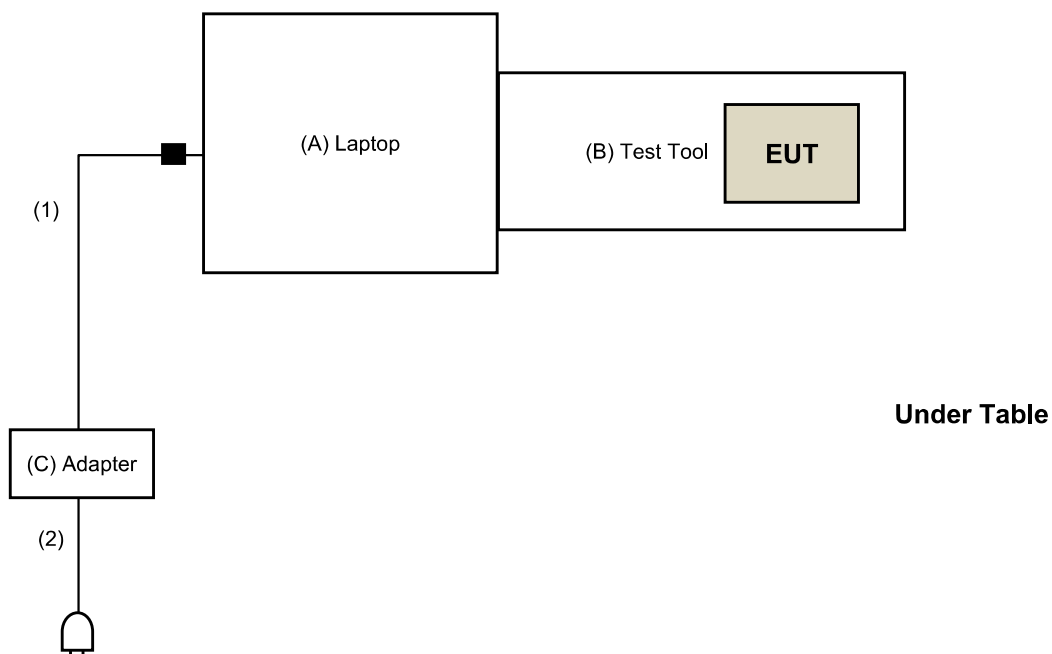 (A) Laptop
(B) Test Tool
EUT
(1)
Under Table
(C) Adapter
(2)